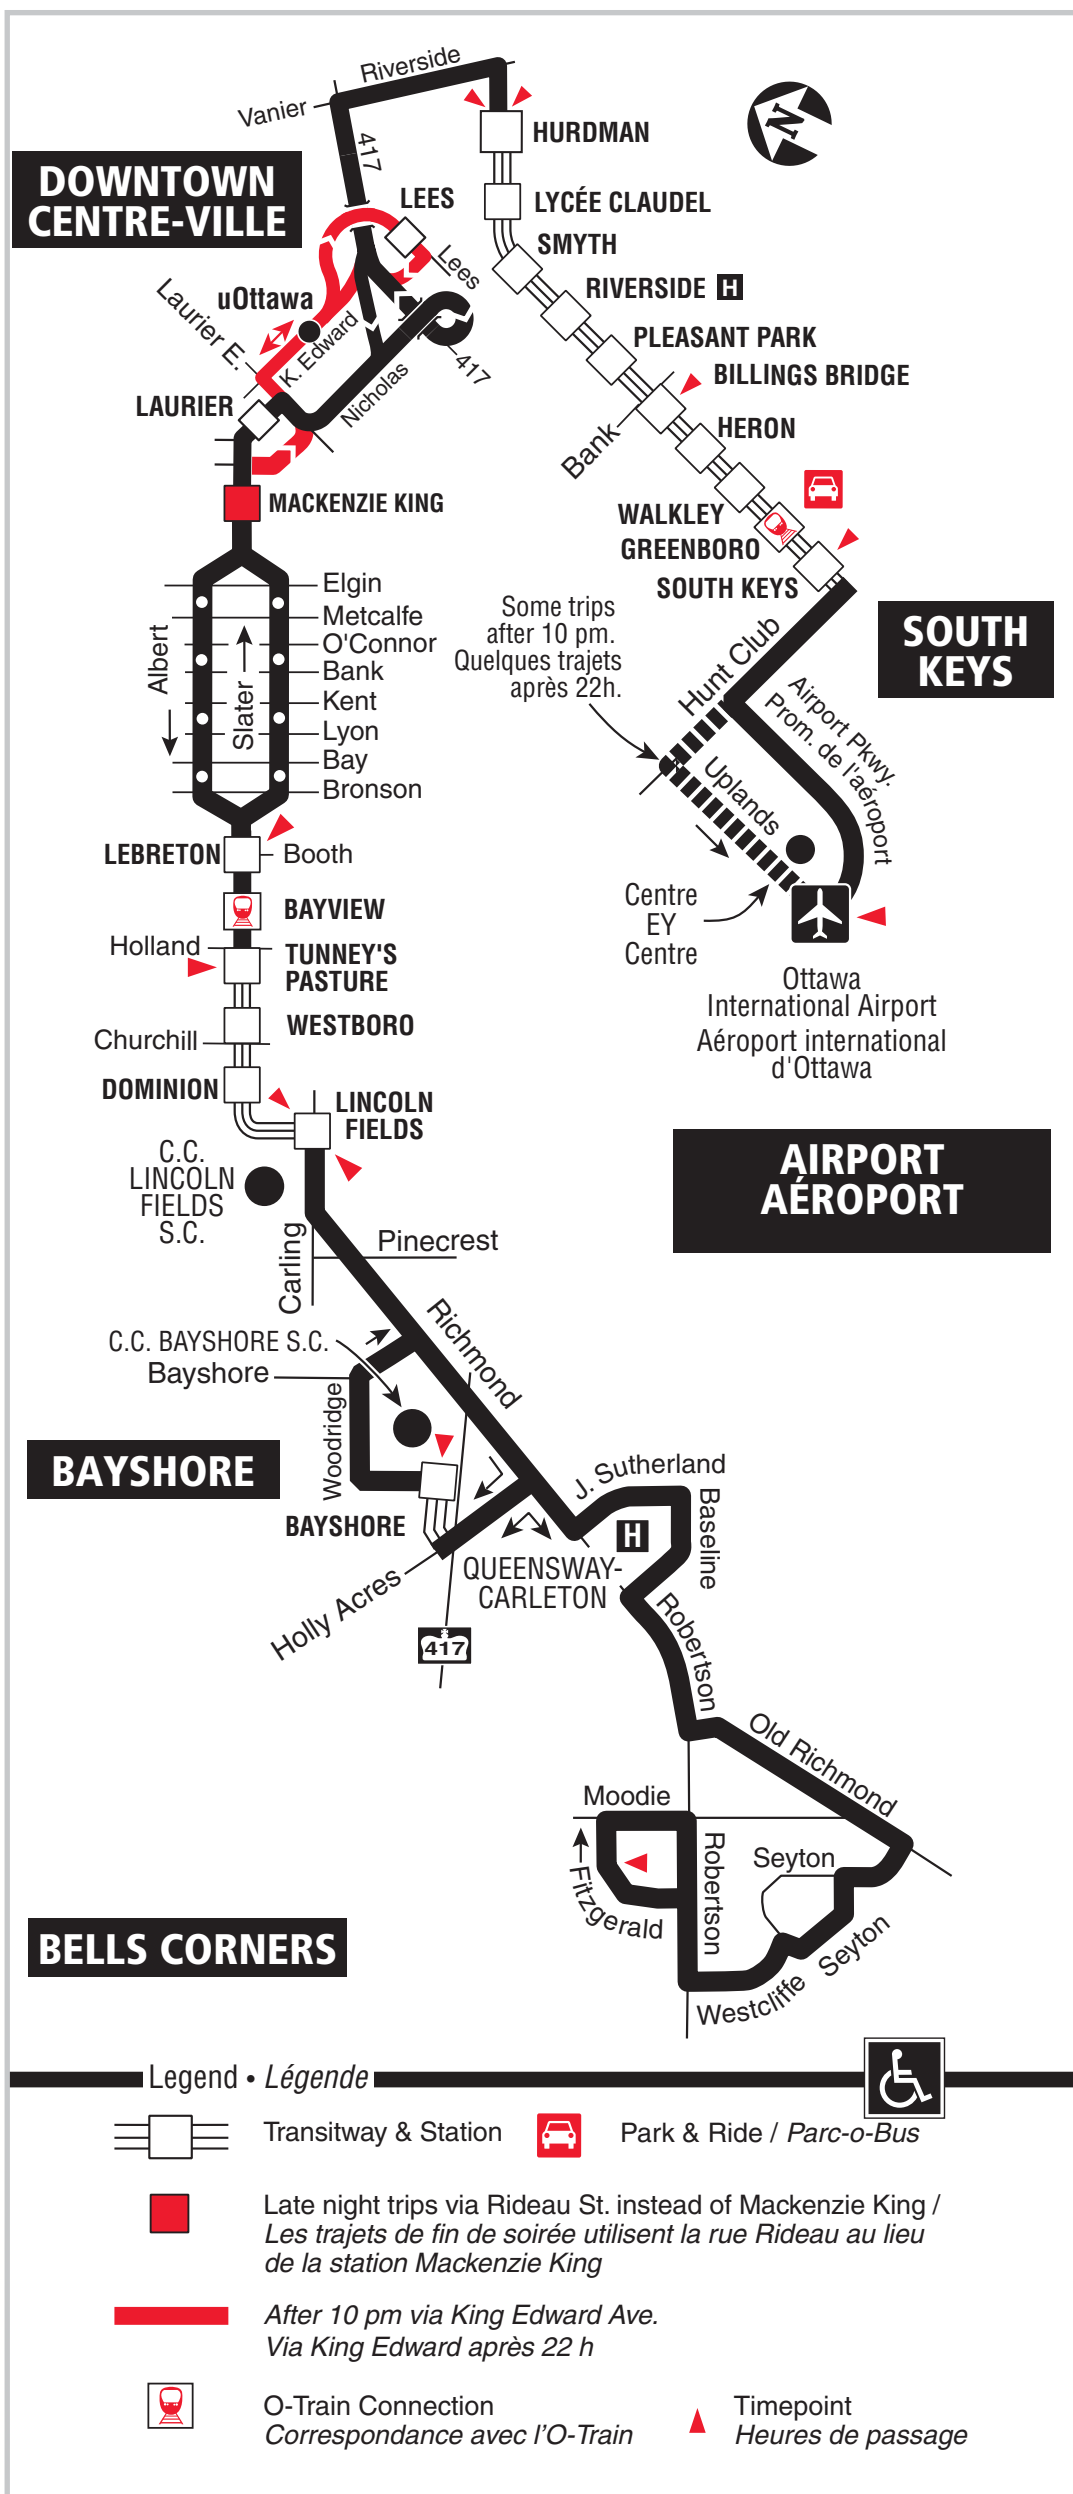 Riverside
Vanier
417
HURDMAN
N
DOWNTOWN
CENTRE-VILLE
LEES
Lees
LYCÉE CLAUDEL
SMYTH
RIVERSIDE H
uOttawa
Laurier E.
K. Edward
Nicholas
417
PLEASANT PARK
BILLINGS BRIDGE
LAURIER
Bank
HERON
MACKENZIE KING
WALKLEY
GREENBORO
SOUTH KEYS
Elgin
Metcalfe
O'Connor
Bank
Kent
Lyon
Bay
Bronson
Albert
Slater
Some trips
after 10 pm.
Quelques trajets
après 22h.
SOUTH
KEYS
Hunt Club
Airport Pkwy.
Prom. de l'aéroport
Uplands
LEBRETON
Booth
BAYVIEW
Centre
EY
Centre
Holland
TUNNEY'S
PASTURE
Ottawa
International Airport
Aéroport international
d'Ottawa
WESTBORO
Churchill
DOMINION
LINCOLN
FIELDS
C.C.
LINCOLN
FIELDS
S.C.
AIRPORT
AÉROPORT
Carling
Pinecrest
Richmond
C.C. BAYSHORE S.C.
Bayshore
Woodridge
BAYSHORE
BAYSHORE
J. Sutherland
Baseline
H
QUEENSWAY-
CARLETON
Holly Acres
417
Robertson
Old Richmond
Moodie
Fitzgerald
Robertson
Seyton
Seyton
Westcliffe
BELLS CORNERS
Legend • Légende
Transitway & Station
Park & Ride / Parc-o-Bus
Late night trips via Rideau St. instead of Mackenzie King /
Les trajets de fin de soirée utilisent la rue Rideau au lieu
de la station Mackenzie King
After 10 pm via King Edward Ave.
Via King Edward après 22 h
O-Train Connection
Correspondance avec l'O-Train
Timepoint
Heures de passage